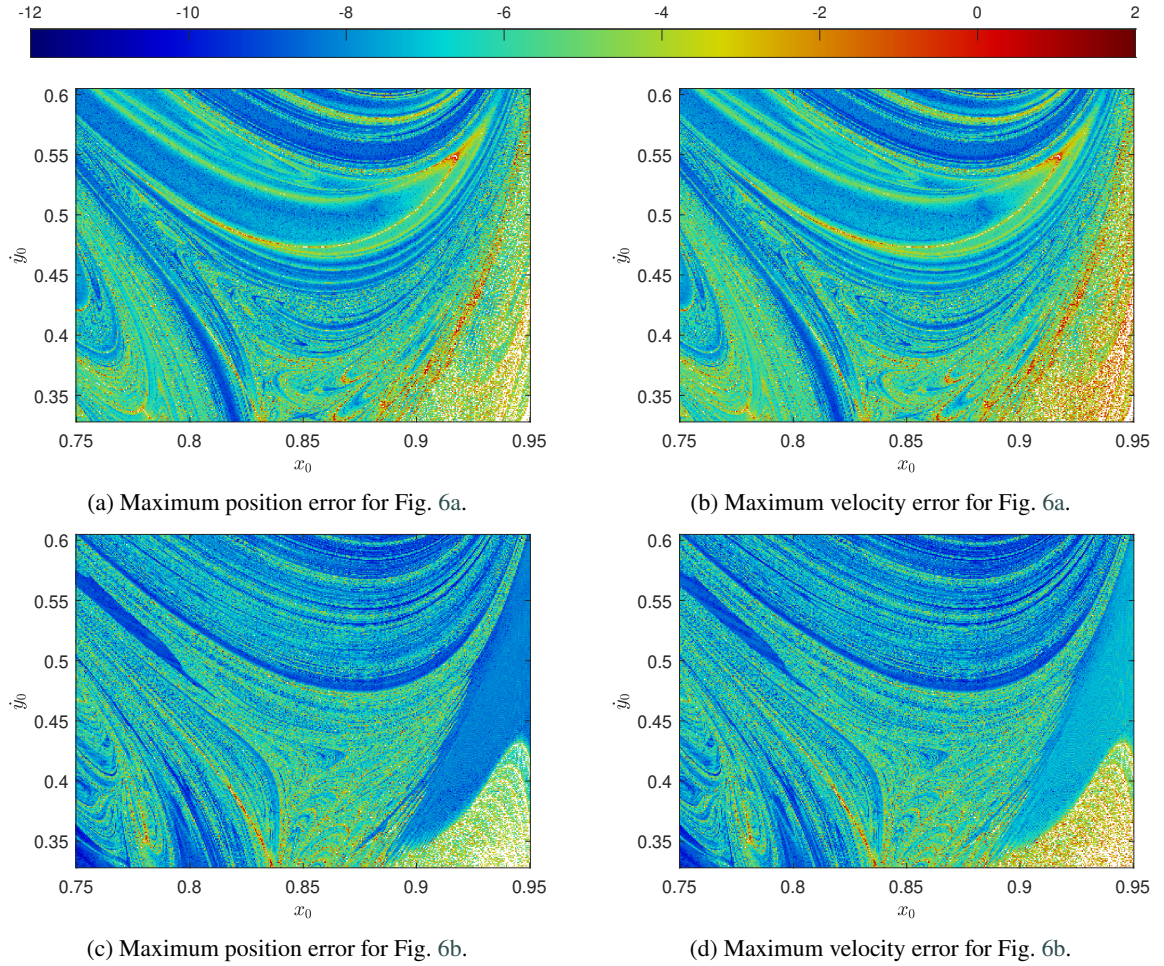 -12 -10 -8 -6 -4 -2 0 2
0.6 0.55 0.5 0.45 0.4 0.35
ẏ₀
0.75 0.8 0.85 0.9 0.95
x₀
(a) Maximum position error for Fig. 6a.
0.6 0.55 0.5 0.45 0.4 0.35
ẏ₀
0.75 0.8 0.85 0.9 0.95
x₀
(b) Maximum velocity error for Fig. 6a.
0.6 0.55 0.5 0.45 0.4 0.35
ẏ₀
0.75 0.8 0.85 0.9 0.95
x₀
(c) Maximum position error for Fig. 6b.
0.6 0.55 0.5 0.45 0.4 0.35
ẏ₀
0.75 0.8 0.85 0.9 0.95
x₀
(d) Maximum velocity error for Fig. 6b.